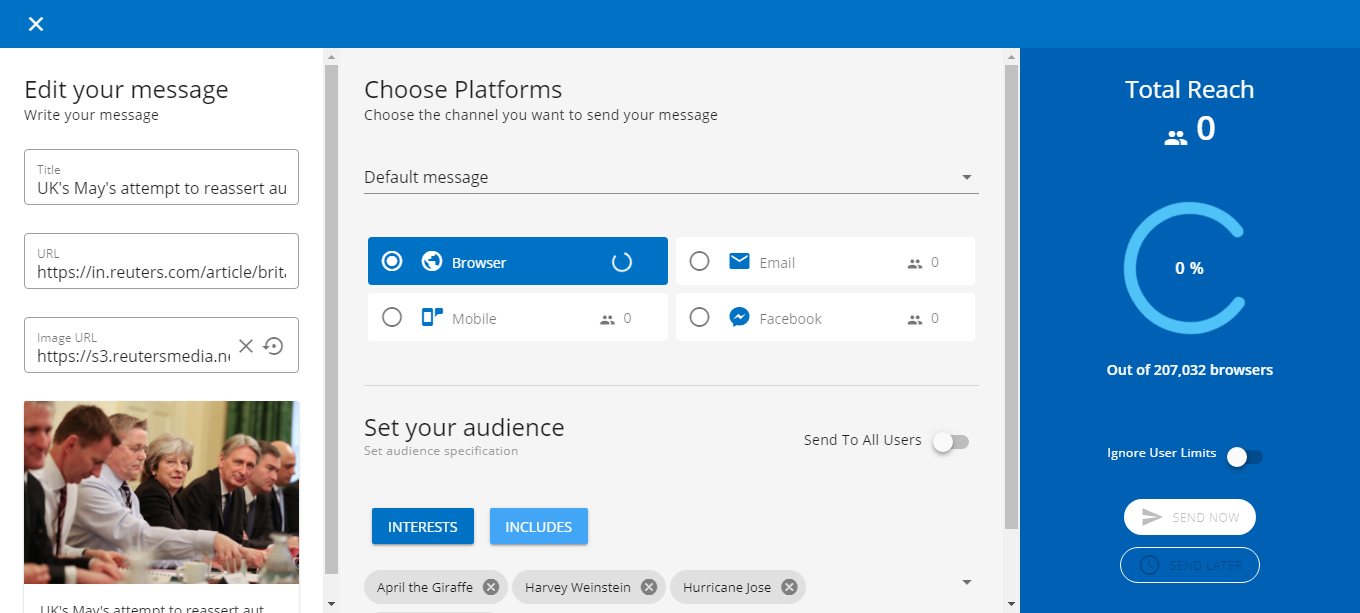 Edit your message
Write your message
Title
UK's May's attempt to reassert au
URL
https://in.reuters.com/article/brita
Image URL
https://s3.reutersmedia.ne
UK's May's attempt to reassert aut
Choose Platforms
Choose the channel you want to send your message
Default message
Browser
Email 0
Mobile 0
Facebook 0
Set your audience
Set audience specification
Send To All Users
INTERESTS INCLUDES
April the Giraffe Harvey Weinstein Hurricane Jose
Total Reach
0
0 %
Out of 207,032 browsers
Ignore User Limits
SEND NOW
SEND LATER